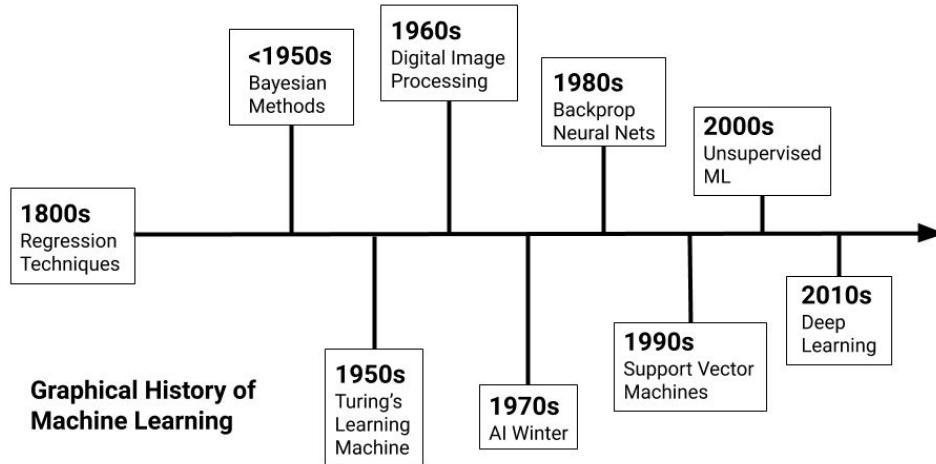 1800s
Regression
Techniques
<1950s
Bayesian
Methods
1950s
Turing's
Learning
Machine
1960s
Digital Image
Processing
1970s
AI Winter
1980s
Backprop
Neural Nets
1990s
Support Vector
Machines
2000s
Unsupervised
ML
2010s
Deep
Learning
Graphical History of
Machine Learning